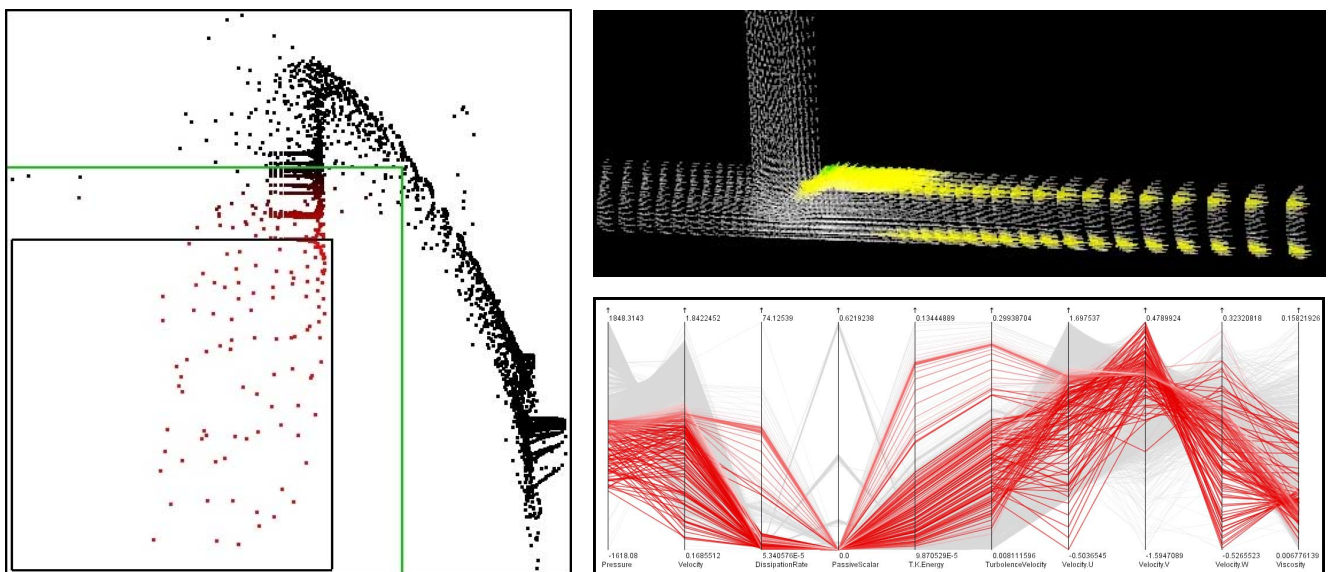 1848.3143 1.8422452 74.12539 0.6219238 0.13444889 0.29938704 1.697537 0.4789924 0.32320818 0.15821926
-1618.08 0.1685512 5.340576E-5 0.0 9.870529E-5 0.008111596 -0.5036545 -1.5947089 -0.5265523 0.006776139
Pressure Velocity DissipationRate PassiveScalar T.K.Energy TurbulenceVelocity Velocity.U Velocity.V Velocity.W Viscosity